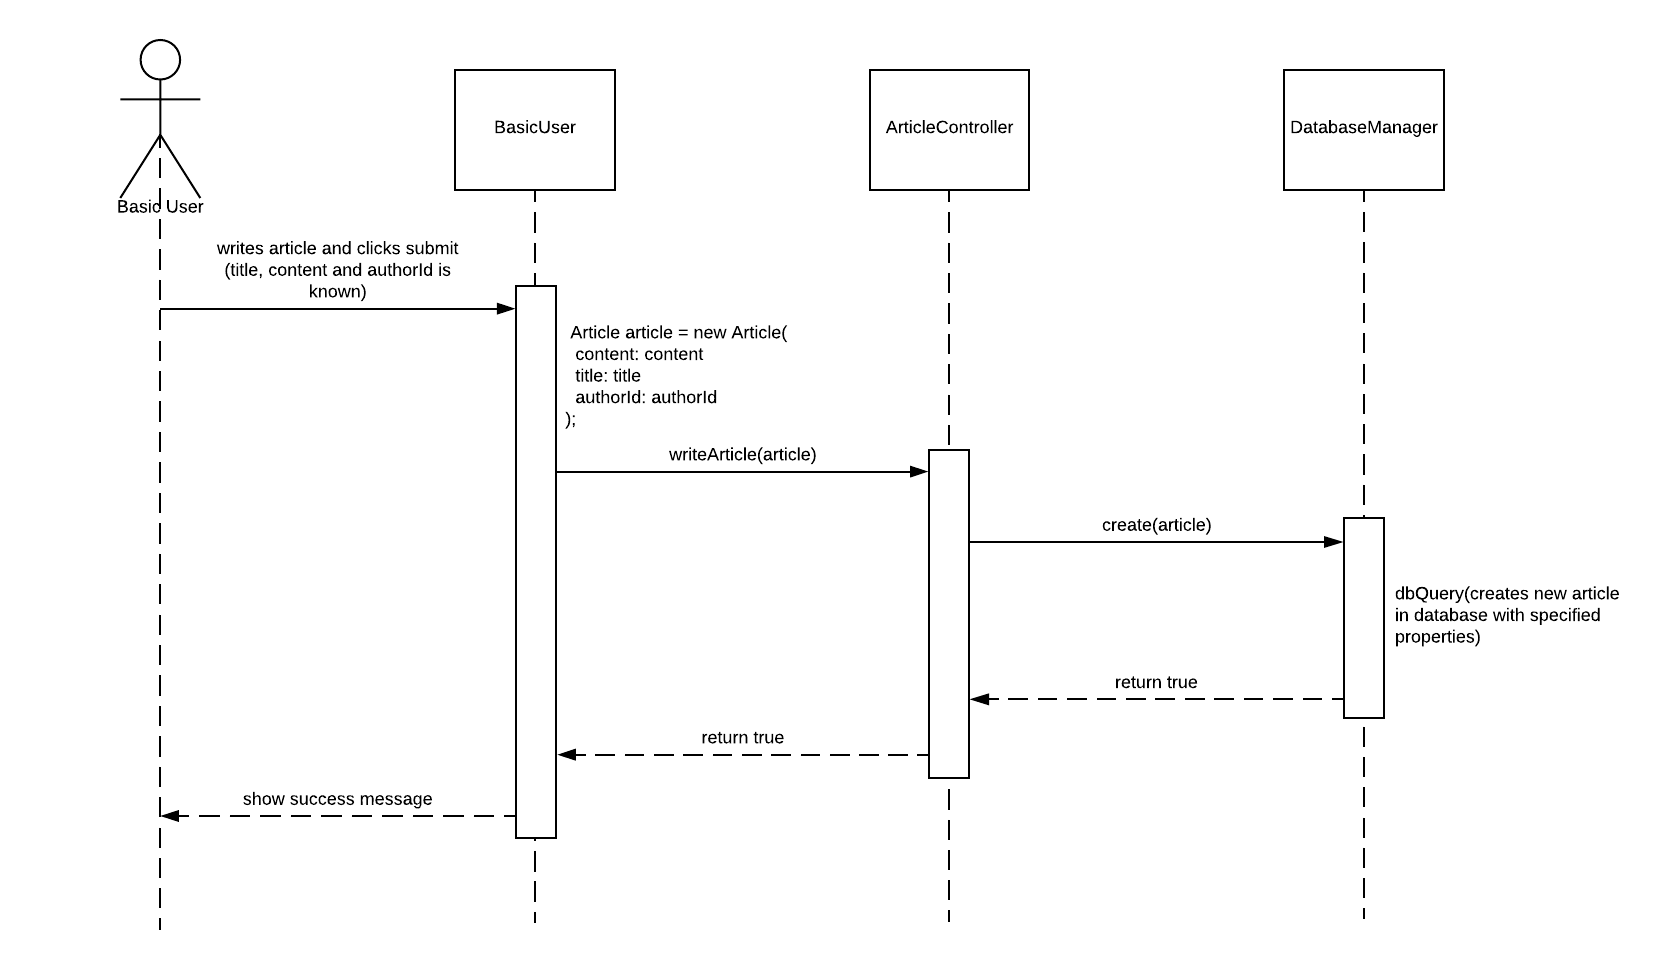 BasicUser
ArticleController
DatabaseManager
Basic User
writes article and clicks submit
(title, content and authorId is
known)
Article article = new Article(
content: content
title: title
authorId: authorId
);
writeArticle(article)
create(article)
dbQuery(creates new article
in database with specified
properties)
return true
return true
show success message